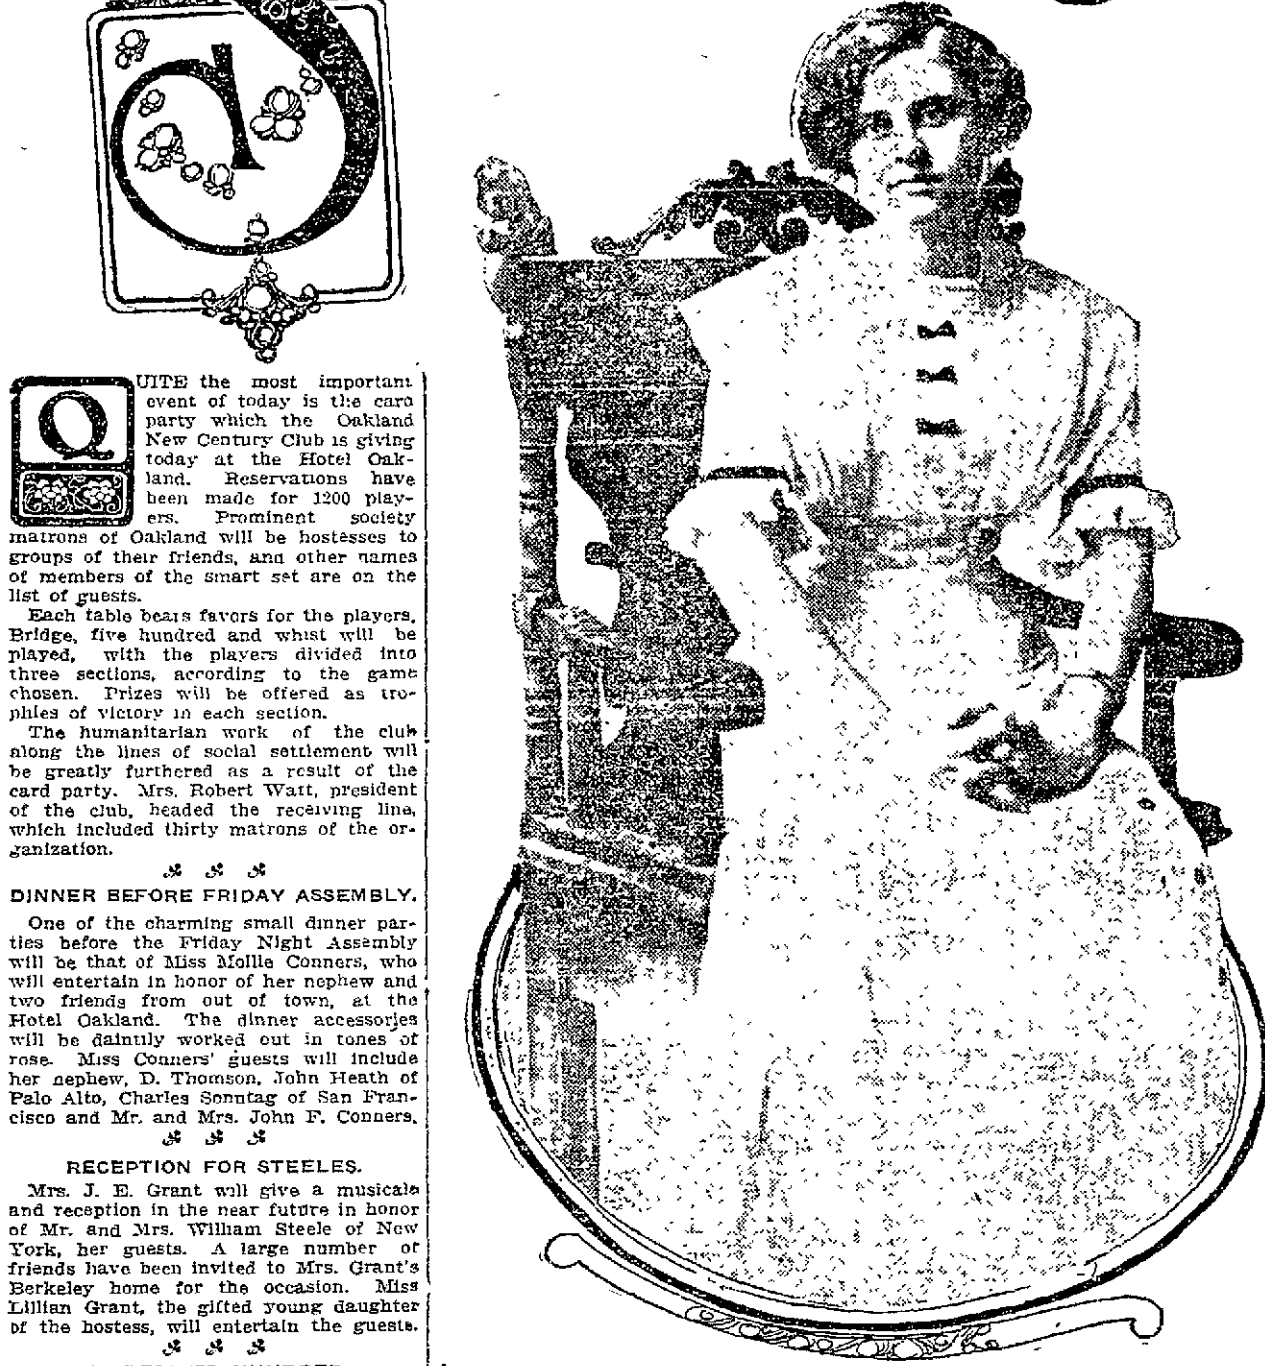 QUITE the most important
event of today is the card
party which the Oakland
New Century Club is giving
today at the Hotel Oak-
land. Reservations have
been made for 1200 play-
ers. Prominent society
matrons of Oakland will be hostesses to
groups of their friends, and other names
of members of the smart set are on the
list of guests.
Each table bears favors for the players.
Bridge, five hundred and whist will be
played, with the players divided into
three sections, according to the game
chosen. Prizes will be offered as tro-
phies of victory in each section.
The humanitarian work of the club
along the lines of social settlement will
be greatly furthered as a result of the
card party. Mrs. Robert Watt, president
of the club, headed the receiving line,
which included thirty matrons of the or-
ganization.
DINNER BEFORE FRIDAY ASSEMBLY.
One of the charming small dinner par-
ties before the Friday Night Assembly
will be that of Miss Mollie Conners, who
will entertain in honor of her nephew and
two friends from out of town, at the
Hotel Oakland. The dinner accessories
will be daintily worked out in tones of
rose. Miss Conners' guests will include
her nephew, D. Thomson, John Heath of
Palo Alto, Charles Sonntag of San Fran-
cisco and Mr. and Mrs. John F. Conners.
RECEPTION FOR STEELES.
Mrs. J. E. Grant will give a musicale
and reception in the near future in honor
of Mr. and Mrs. William Steele of New
York, her guests. A large number of
friends have been invited to Mrs. Grant's
Berkeley home for the occasion. Miss
Lillian Grant, the gifted young daughter
of the hostess, will entertain the guests.